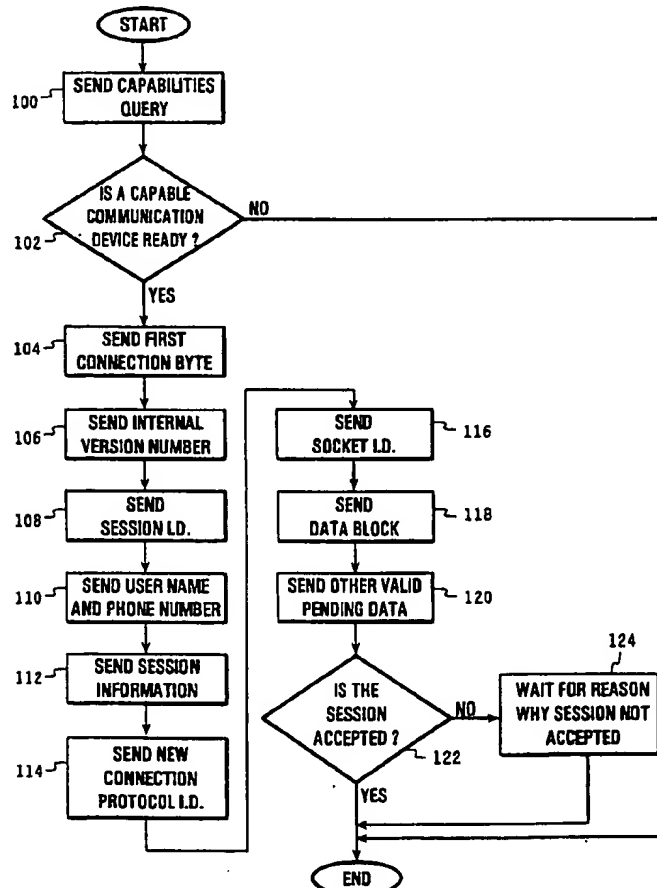 START
100
SEND CAPABILITIES
QUERY
102
IS A CAPABLE
COMMUNICATION
DEVICE READY ?
NO
YES
104
SEND FIRST
CONNECTION BYTE
106
SEND INTERNAL
VERSION NUMBER
108
SEND
SESSION I.D.
110
SEND USER NAME
AND PHONE NUMBER
112
SEND SESSION
INFORMATION
114
SEND NEW
CONNECTION
PROTOCOL I.D.
SEND
SOCKET I.D.
116
SEND
DATA BLOCK
118
SEND OTHER VALID
PENDING DATA
120
IS THE
SESSION
ACCEPTED ?
122
NO
YES
124
WAIT FOR REASON
WHY SESSION NOT
ACCEPTED
END